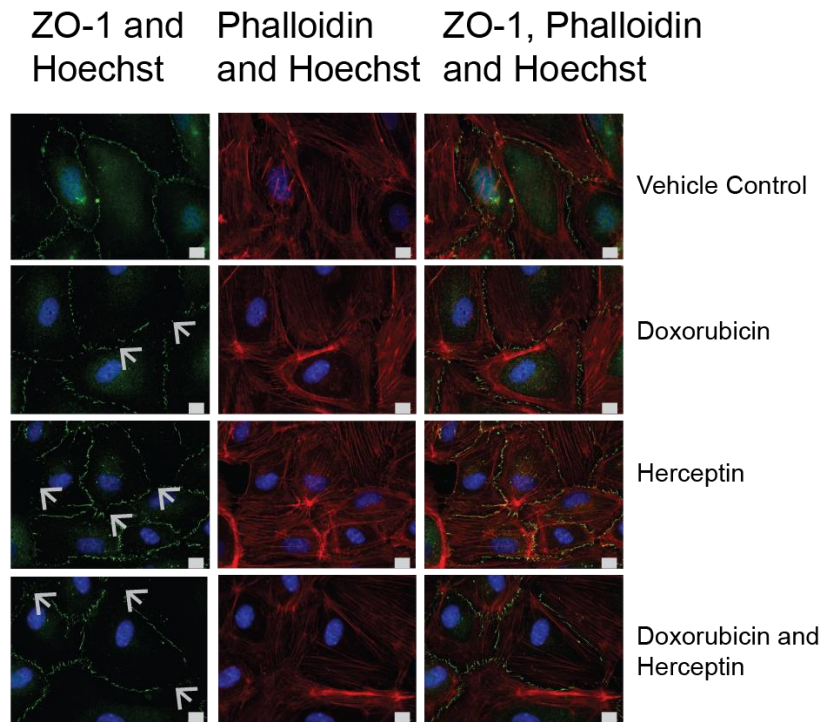 ZO-1 and
Hoechst
Phalloidin
and Hoechst
ZO-1, Phalloidin
and Hoechst
Vehicle Control
Doxorubicin
Herceptin
Doxorubicin and
Herceptin